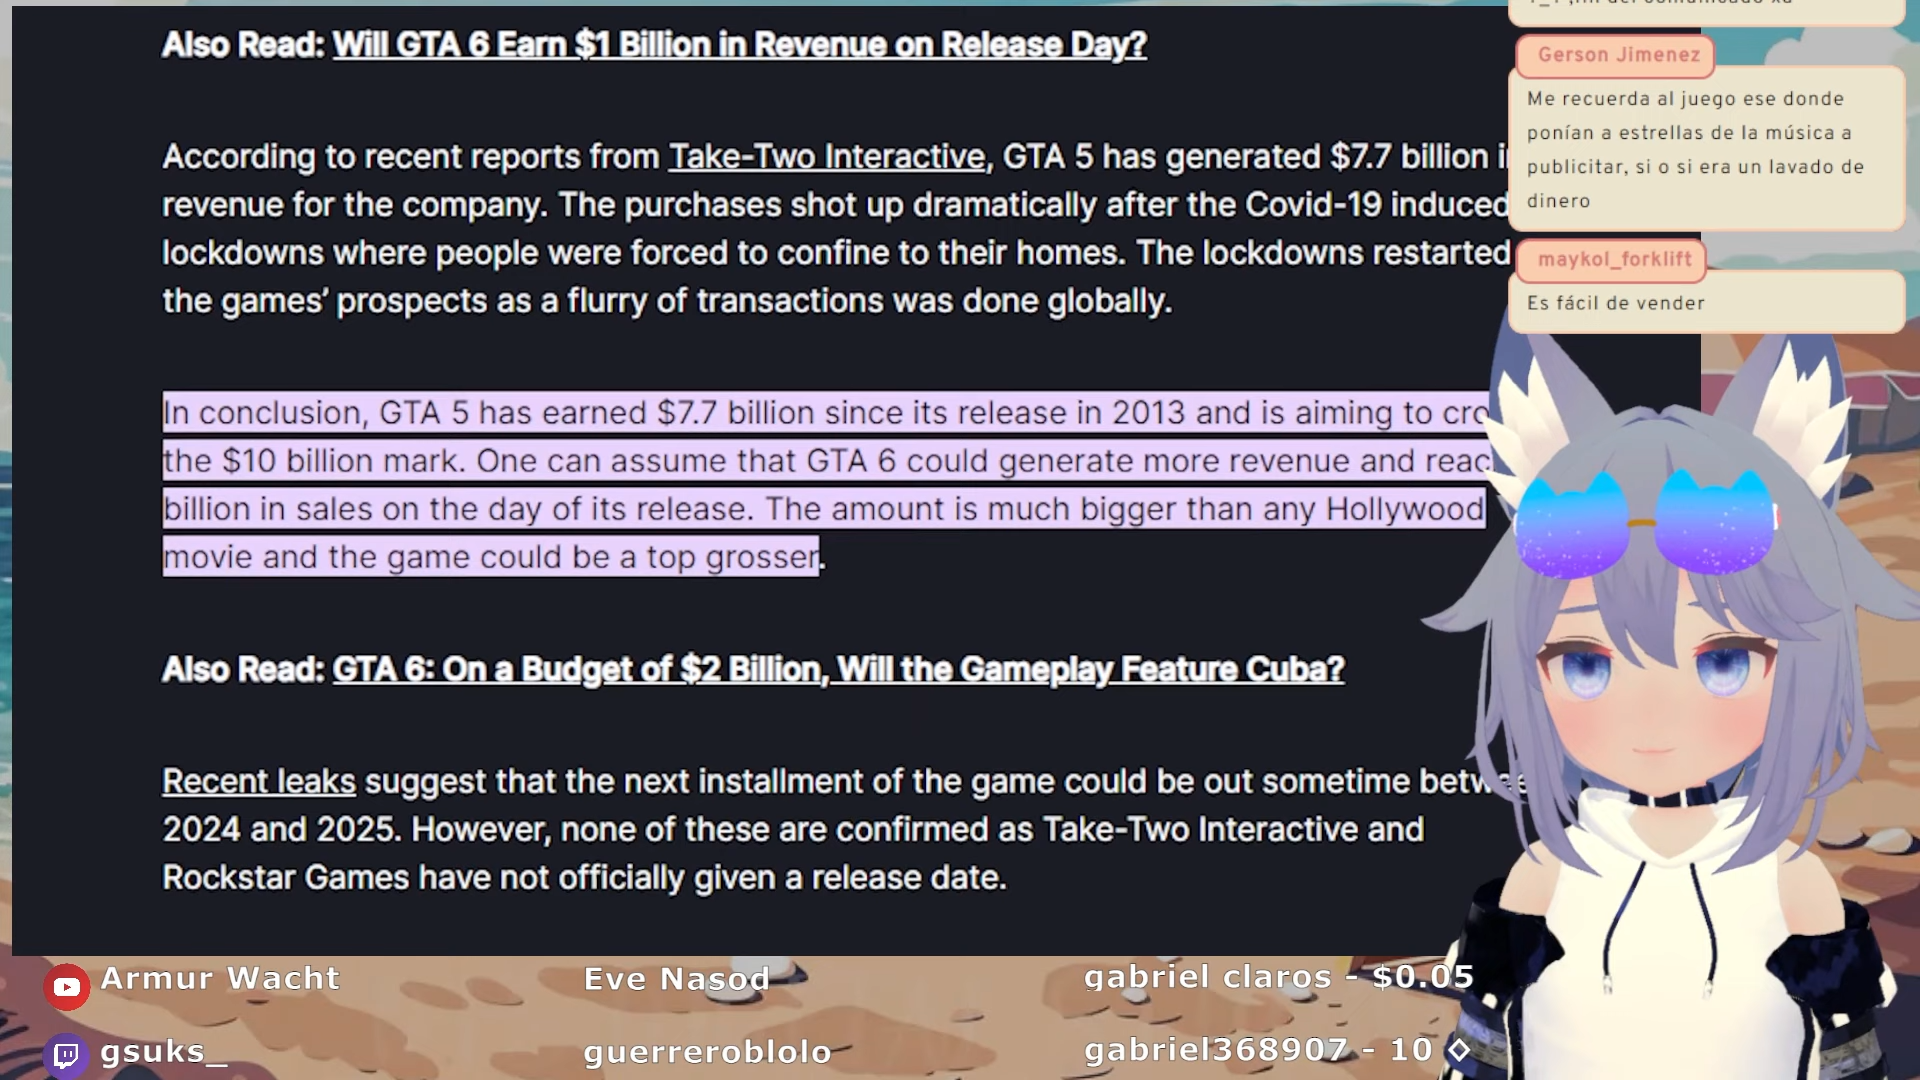 Also Read: Will GTA 6 Earn $1 Billion in Revenue on Release Day?
According to recent reports from Take-Two Interactive, GTA 5 has generated $7.7 billion
revenue for the company. The purchases shot up dramatically after the Covid-19 induced
lockdowns where people were forced to confine to their homes. The lockdowns restarted
the games’ prospects as a flurry of transactions was done globally.
In conclusion, GTA 5 has earned $7.7 billion since its release in 2013 and is aiming to
the $10 billion mark. One can assume that GTA 6 could generate more revenue and
billion in sales on the day of its release. The amount is much bigger than any Hollywood
movie and the game could be a top grosser.
Also Read: GTA 6: On a Budget of $2 Billion, Will the Gameplay Feature Cuba?
Recent leaks suggest that the next installment of the game could be out sometime
2024 and 2025. However, none of these are confirmed as Take-Two Interactive and
Rockstar Games have not officially given a release date.
Gerson Jimenez
Me recuerda al juego ese donde
ponían a estrellas de la música a
publicitar, si o si era un lavado de
dinero
maykol_forklift
Es fácil de vender
Armur Wacht
Eve Nasod
gabriel claros - $0.05
gsuks_
guerreroblolo
gabriel368907 - 10